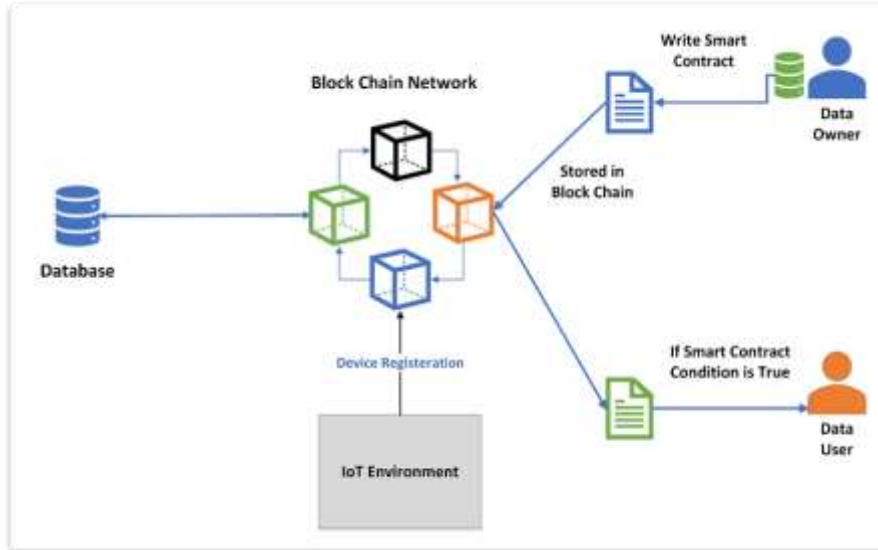 Write Smart
Contract
Block Chain Network
Data
Owner
Stored in
Block Chain
Database
If Smart Contract
Condition is True
Device Registeration
Data
User
IoT Environment